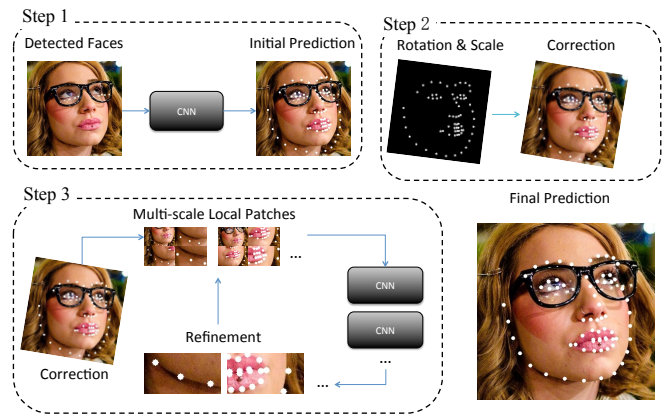 Step 1
Detected Faces
Initial Prediction
CNN
Step 2
Rotation & Scale
Correction
Step 3
Multi-scale Local Patches
...
CNN
CNN
...
Refinement
...
Correction
Final Prediction